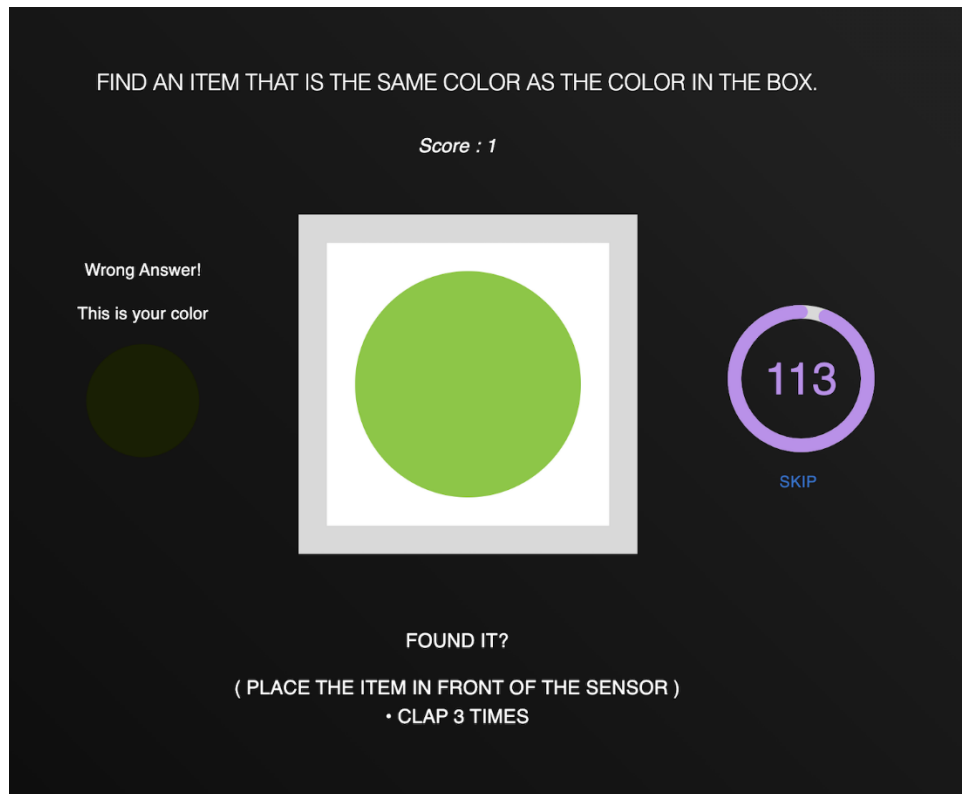 FIND AN ITEM THAT IS THE SAME COLOR AS THE COLOR IN THE BOX.
Score : 1
Wrong Answer!
This is your color
113
SKIP
FOUND IT?
( PLACE THE ITEM IN FRONT OF THE SENSOR )
• CLAP 3 TIMES